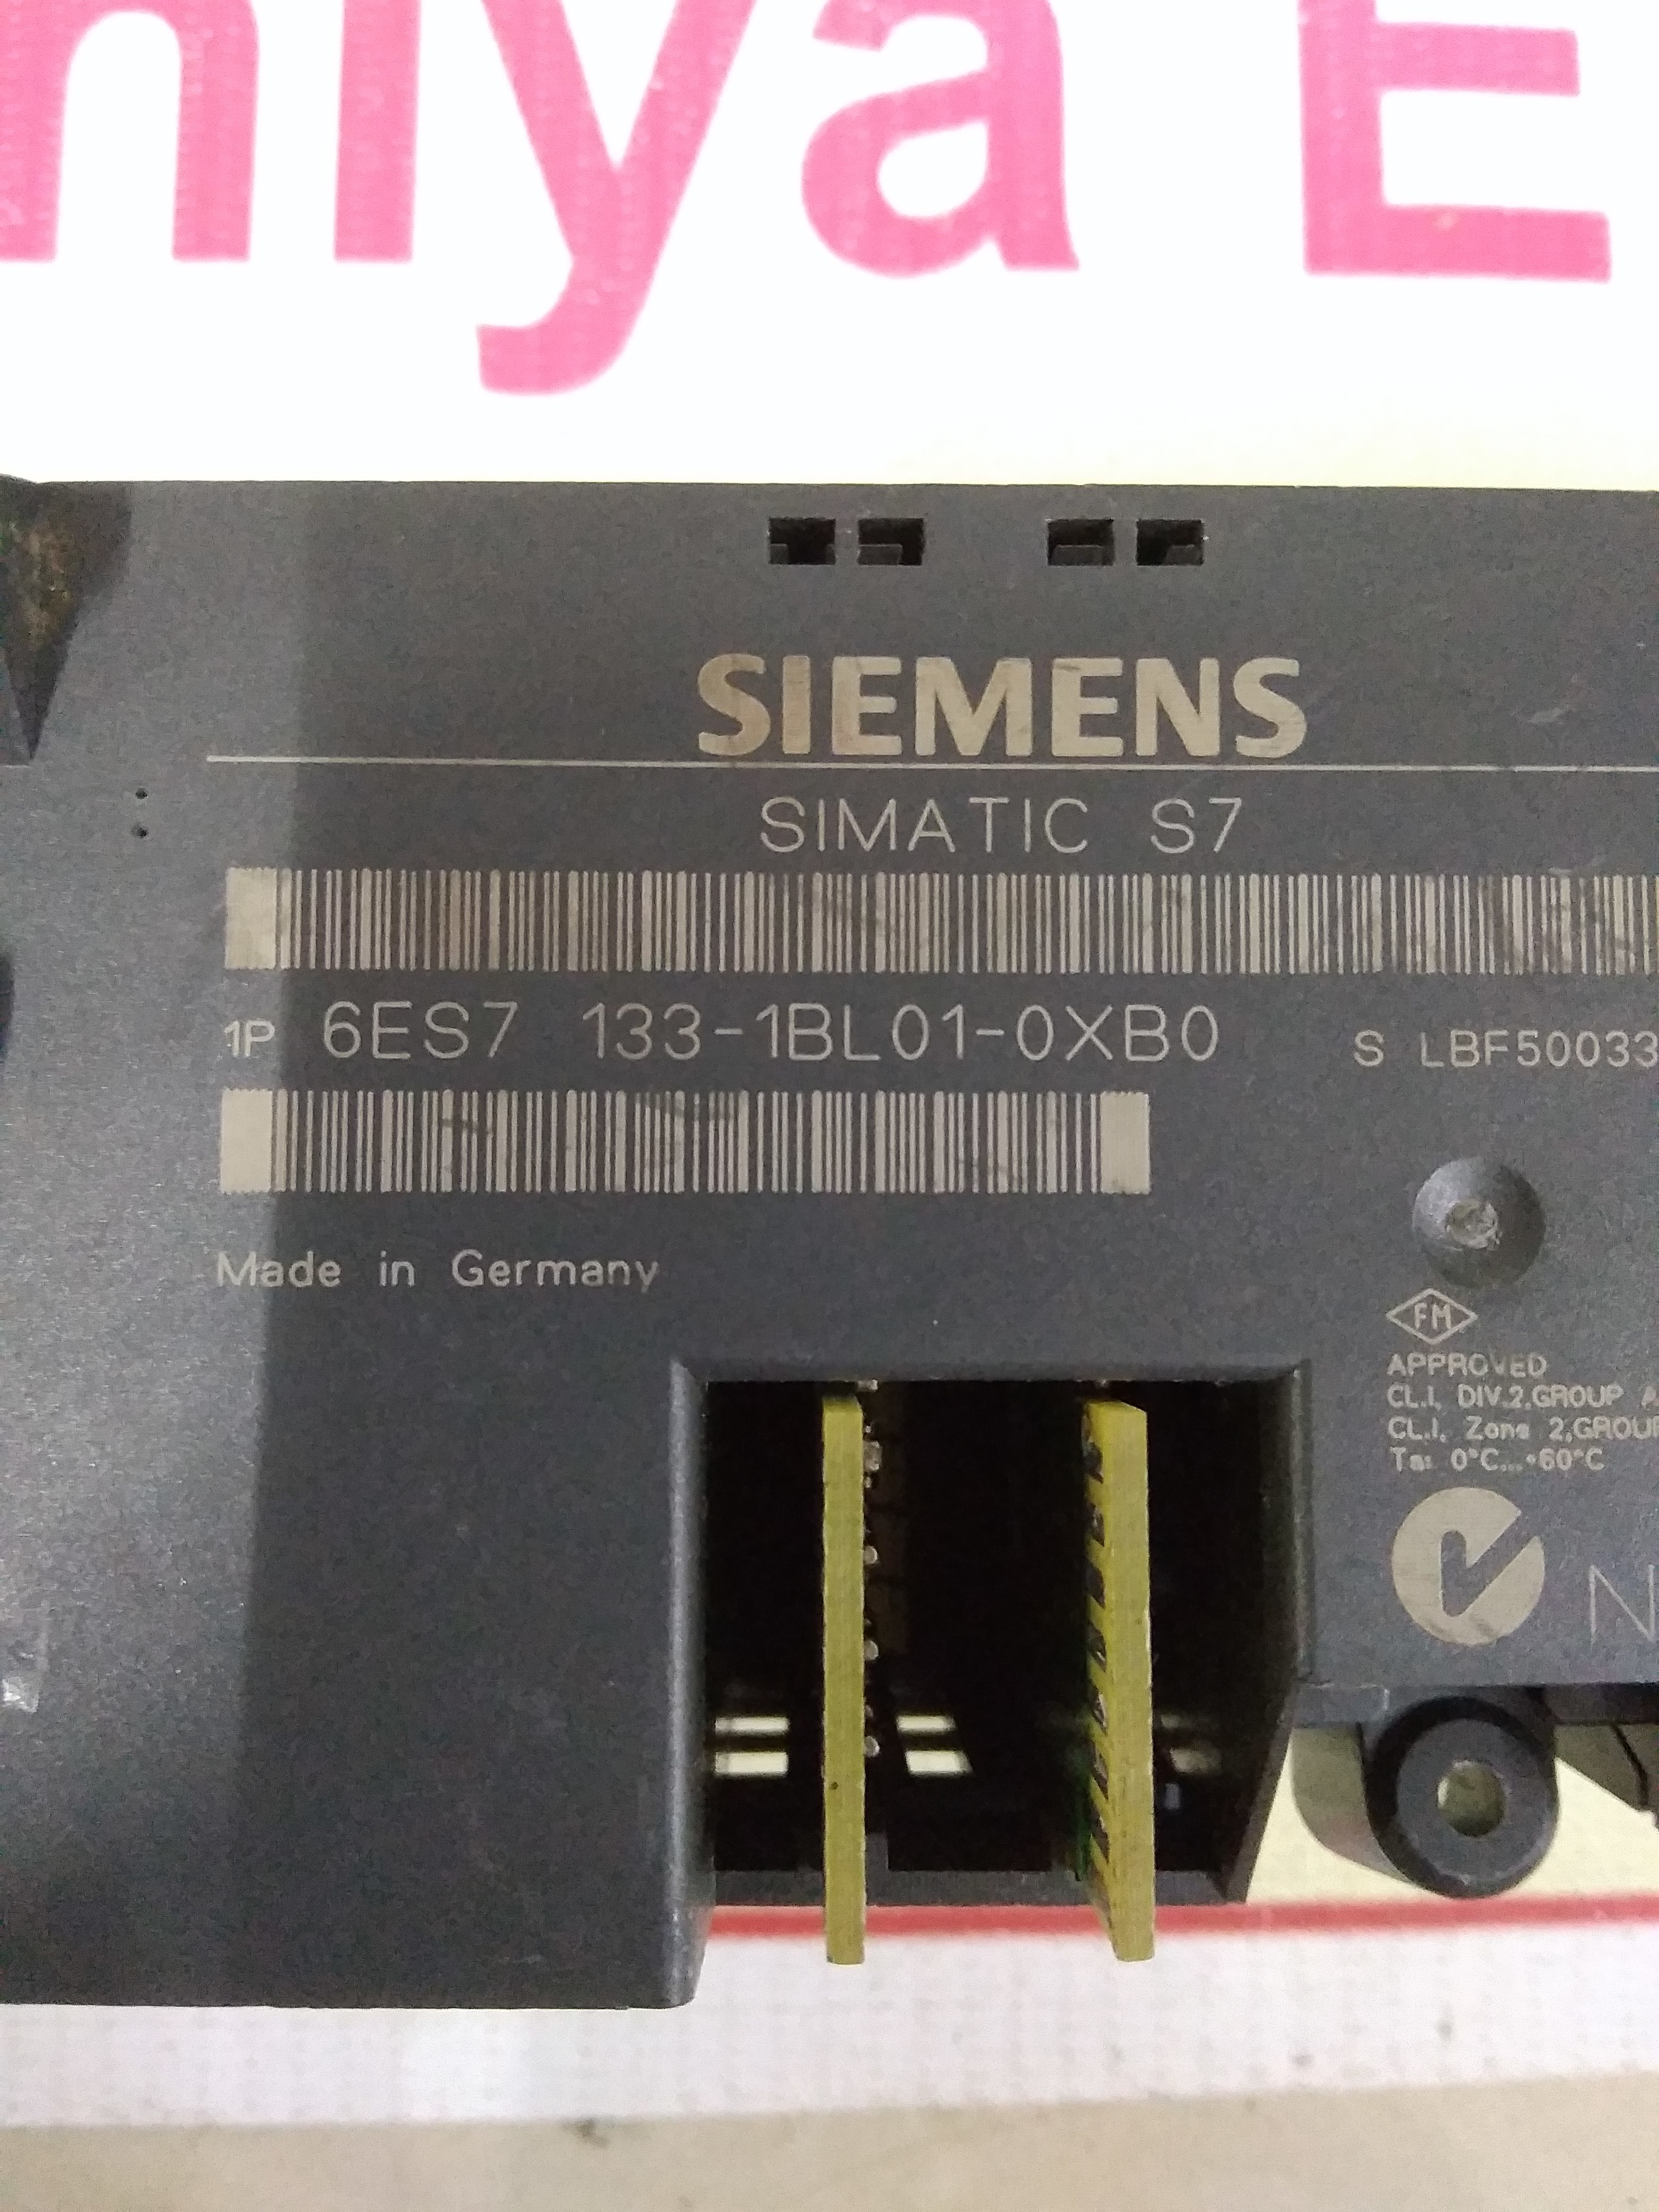 niya E
SIEMENS
SIMATIC S7
1P 6ES7 133-1BL01-0XB0 S LBF50033
Made in Germany
FM
APPROVED
CL.I, DIV.2,GROUP A
CL.I, Zone 2,GROUP
Ta: 0°C...+60°C
N